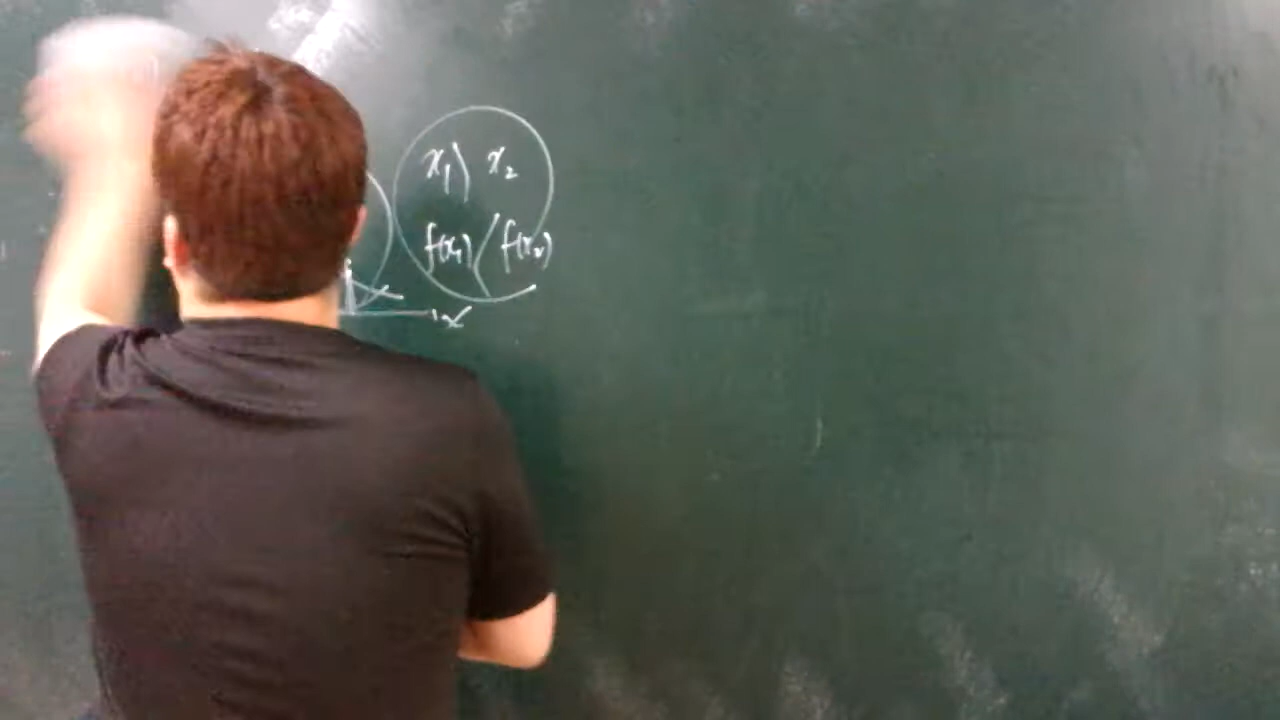 x₁ > x₂
f(x₁) < f(x₂)
x